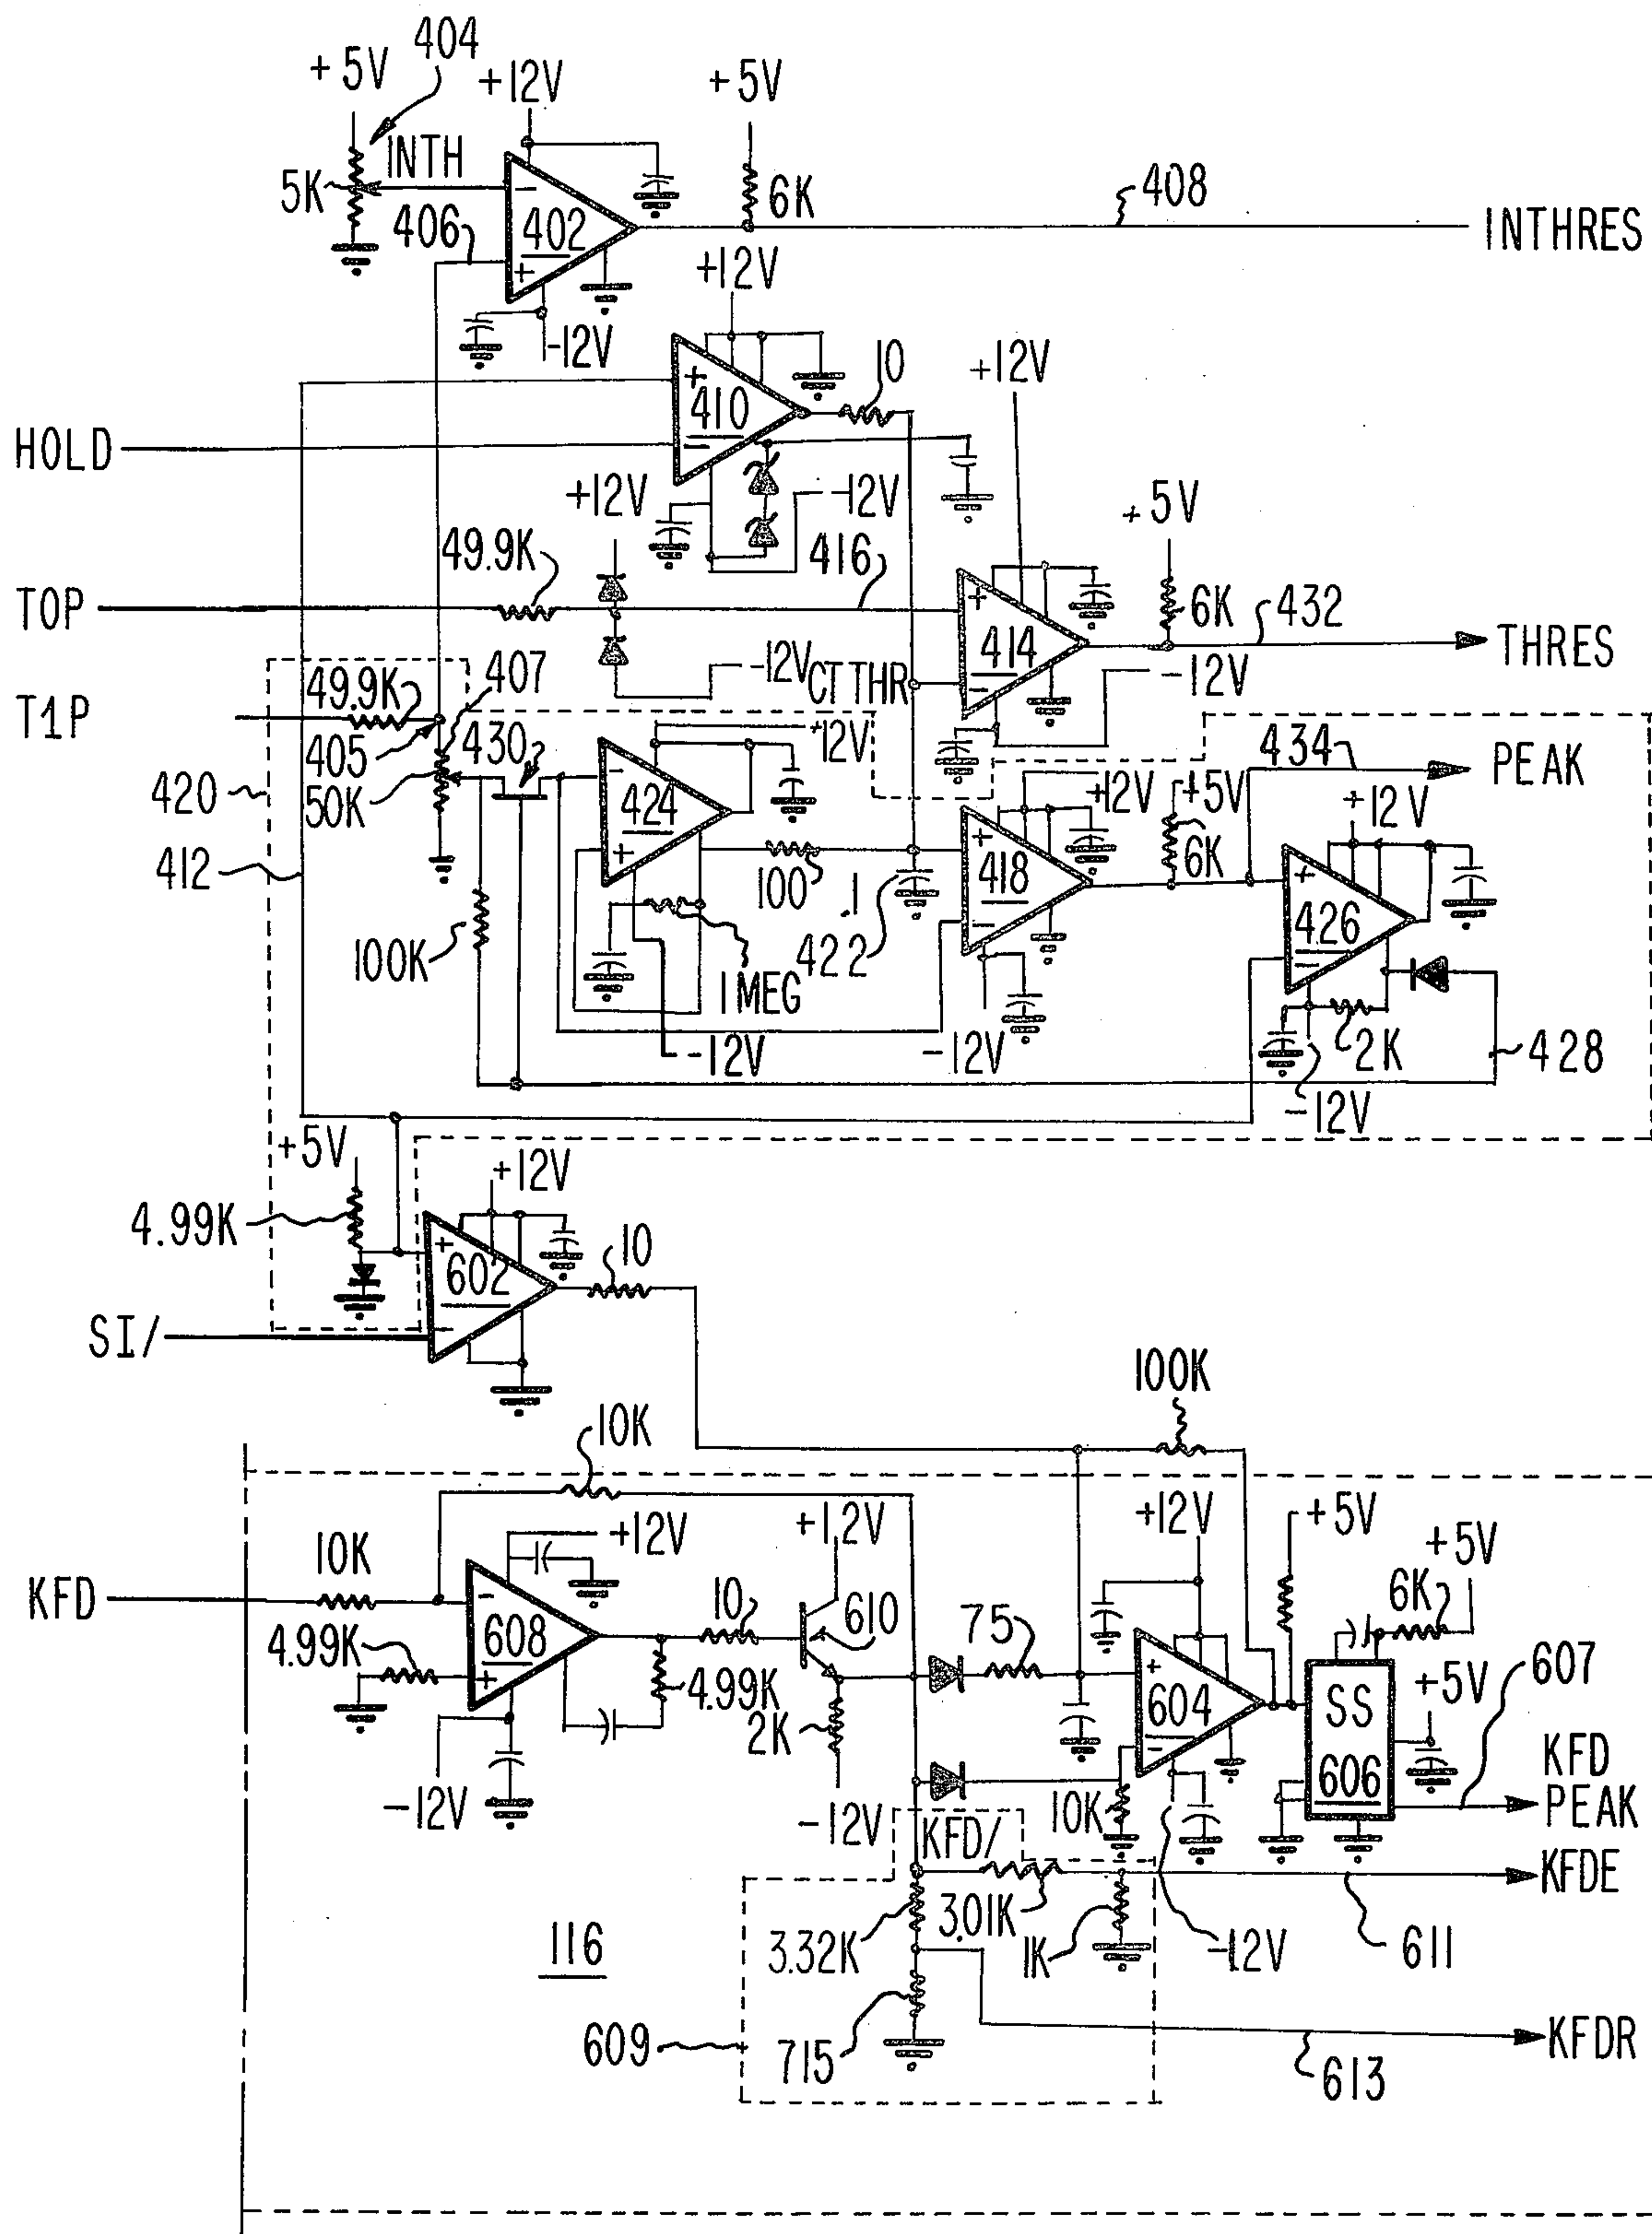 404
+5V
+12V
+5V
INTH
5K
6K
408
INTHRES
406
402
−
+
+12V
-12V
10
+12V
+
410
−
HOLD
+12V
-12V
+5V
49.9K
416
TOP
+
6K
432
414
THRES
-12V
CT THR
−
-12V
49.9K
407
T1P
405
430
+12V
434
PEAK
420
50K
−
424
+12V
+5V
+12V
+
+
6K
412
100
418
+
.1
−
426
100K
422
−
1 MEG
-12V
-12V
2K
428
-12V
+5V
+12V
4.99K
+
602
10
SI/
−
100K
10K
+12V
+12V
+12V
+5V
+5V
10K
6K
KFD
−
10
610
75
608
607
4.99K
+
4.99K
+
604
SS
+5V
2K
−
606
KFD
PEAK
-12V
-12V
10K
KFD/
KFDE
3.01K
116
3.32K
1K
-12V
611
609
715
KFDR
613